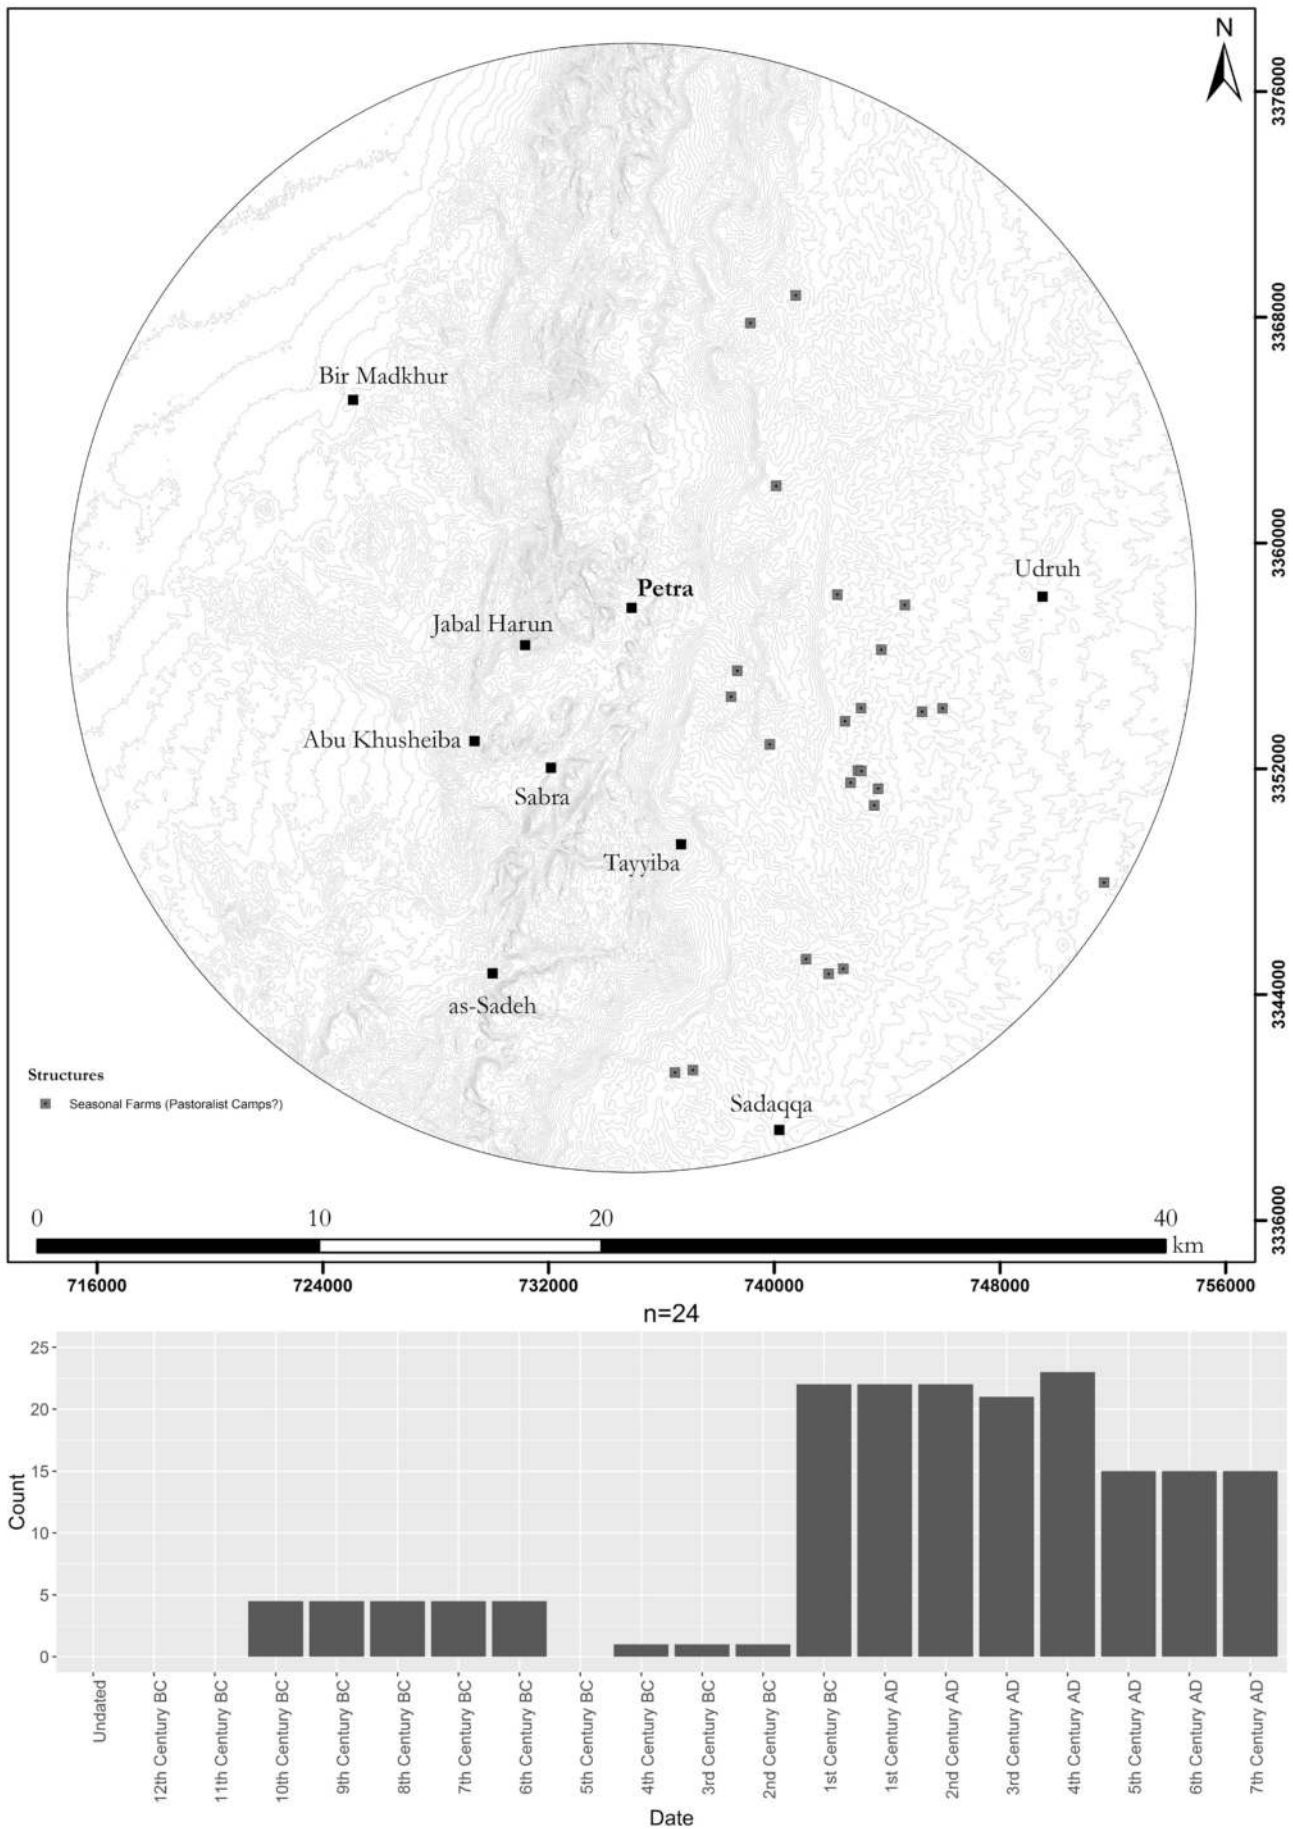 N
3376000
3368000
Bir Madkhur
3360000
Udruh
Petra
Jabal Harun
Abu Khusheiba
3352000
Sabra
Tayyiba
3344000
as-Sadeh
Structures
Seasonal Farms (Pastoralist Camps?)
Sadaqqa
0 10 20 40
km
3336000
716000 724000 732000 740000 748000 756000
n=24
25
20
15
10
5
0
Count
Undated
12th Century BC
11th Century BC
10th Century BC
9th Century BC
8th Century BC
7th Century BC
6th Century BC
5th Century BC
4th Century BC
3rd Century BC
2nd Century BC
1st Century BC
1st Century AD
2nd Century AD
3rd Century AD
4th Century AD
5th Century AD
6th Century AD
7th Century AD
Date